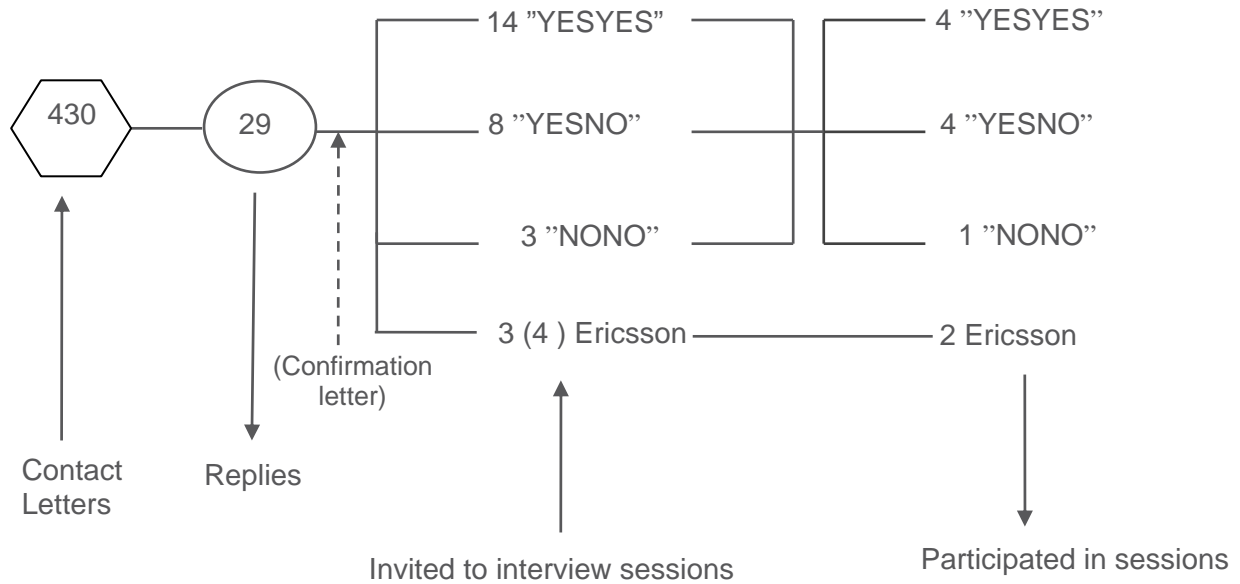 14 ”YESYES”
4 ”YESYES”
430
29
8 ”YESNO”
4 ”YESNO”
3 ”NONO”
1 ”NONO”
3 (4 ) Ericsson
2 Ericsson
(Confirmation
letter)
Contact
Letters
Replies
Invited to interview sessions
Participated in sessions